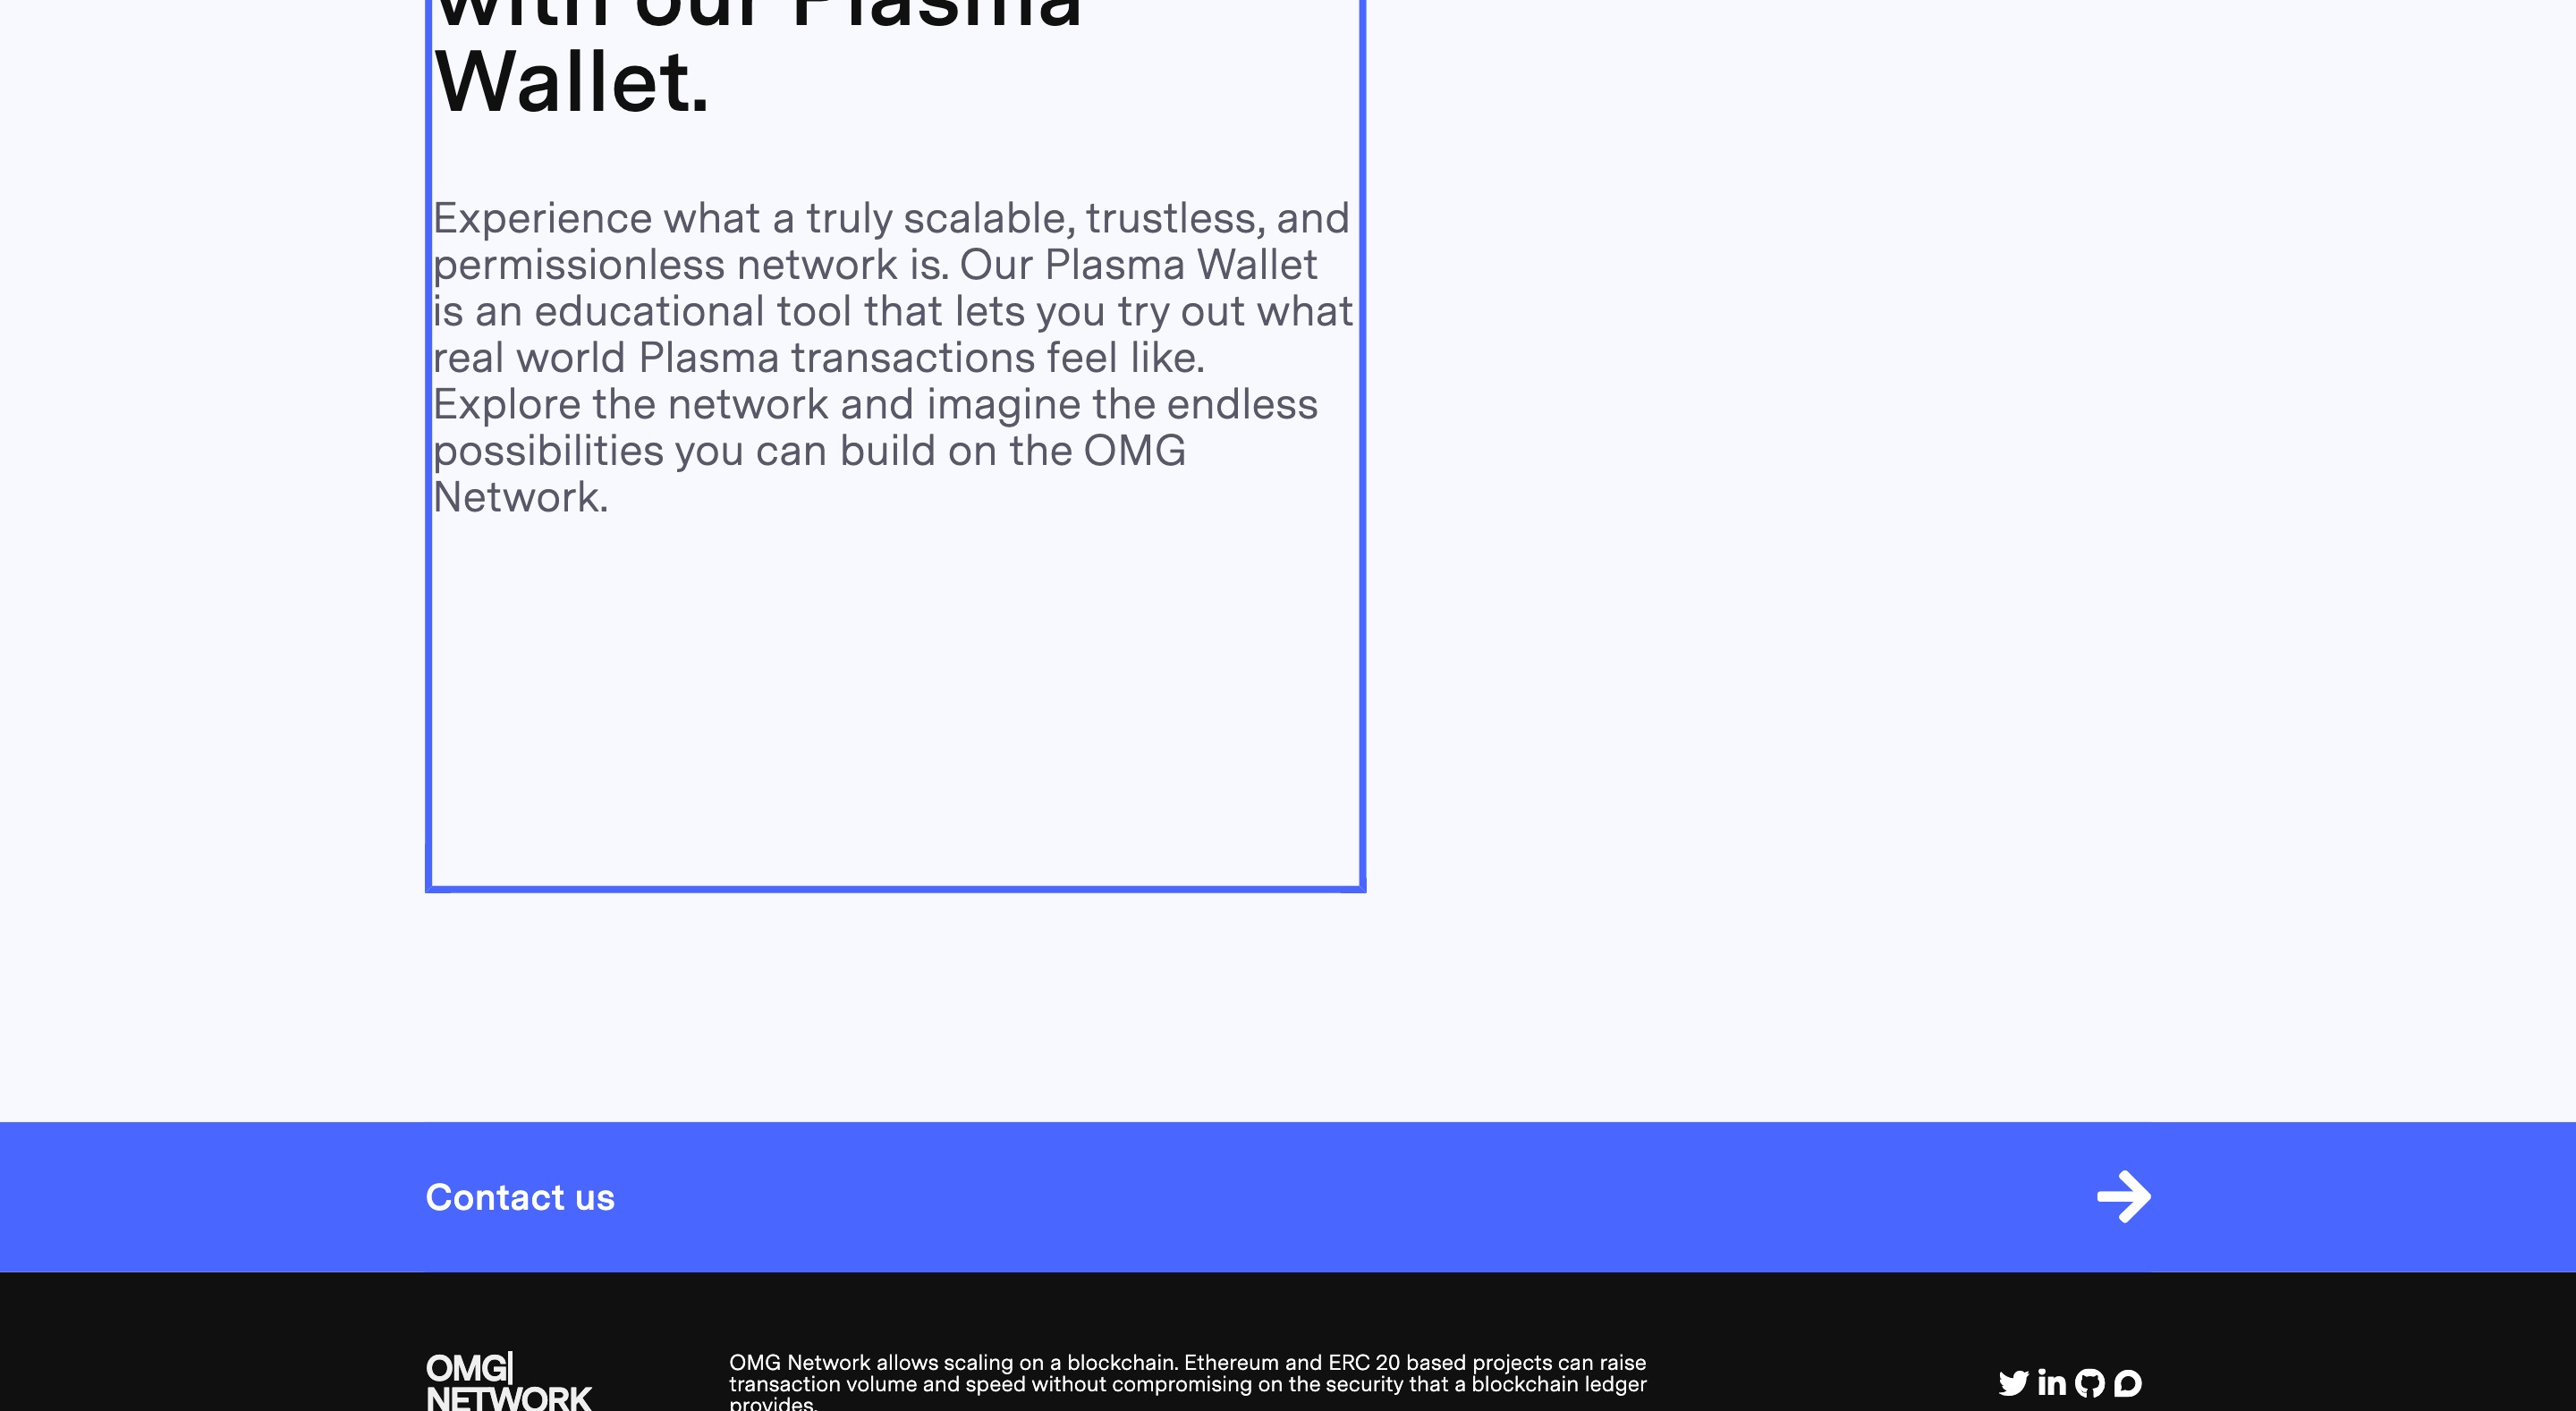 with our Plasma
Wallet.
Experience what a truly scalable, trustless, and
permissionless network is. Our Plasma Wallet
is an educational tool that lets you try out what
real world Plasma transactions feel like.
Explore the network and imagine the endless
possibilities you can build on the OMG
Network.
Contact us
OMG
NETWORK
OMG Network allows scaling on a blockchain. Ethereum and ERC 20 based projects can raise
transaction volume and speed without compromising on the security that a blockchain ledger
provides.
in